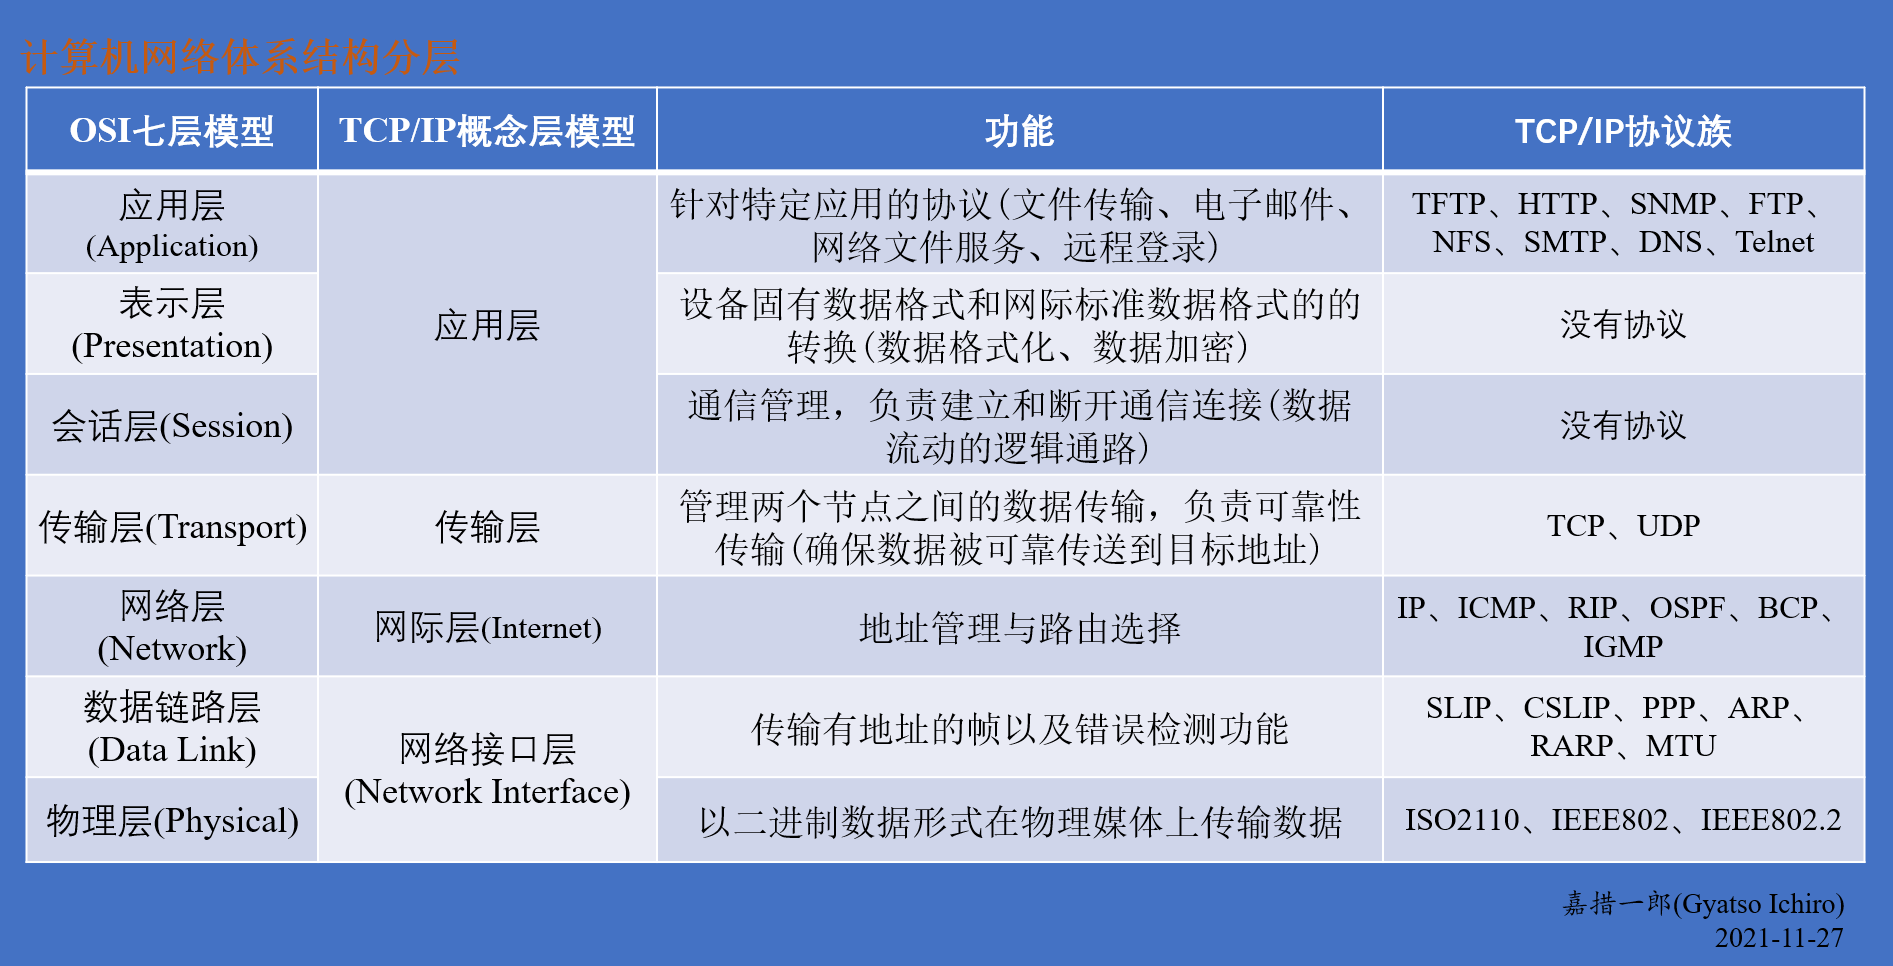 计算机网络体系结构分层
OSI七层模型
TCP/IP概念层模型
功能
TCP/IP协议族
应用层
(Application)
应用层
针对特定应用的协议(文件传输、电子邮件、
网络文件服务、远程登录)
TFTP、HTTP、SNMP、FTP、
NFS、SMTP、DNS、Telnet
表示层
(Presentation)
设备固有数据格式和网际标准数据格式的的
转换(数据格式化、数据加密)
没有协议
会话层(Session)
通信管理，负责建立和断开通信连接(数据
流动的逻辑通路)
没有协议
传输层(Transport)
传输层
管理两个节点之间的数据传输，负责可靠性
传输(确保数据被可靠传送到目标地址)
TCP、UDP
网络层
(Network)
网际层(Internet)
地址管理与路由选择
IP、ICMP、RIP、OSPF、BCP、
IGMP
数据链路层
(Data Link)
网络接口层
(Network Interface)
传输有地址的帧以及错误检测功能
SLIP、CSLIP、PPP、ARP、
RARP、MTU
物理层(Physical)
以二进制数据形式在物理媒体上传输数据
ISO2110、IEEE802、IEEE802.2
嘉措一郎(Gyatso Ichiro)
2021-11-27